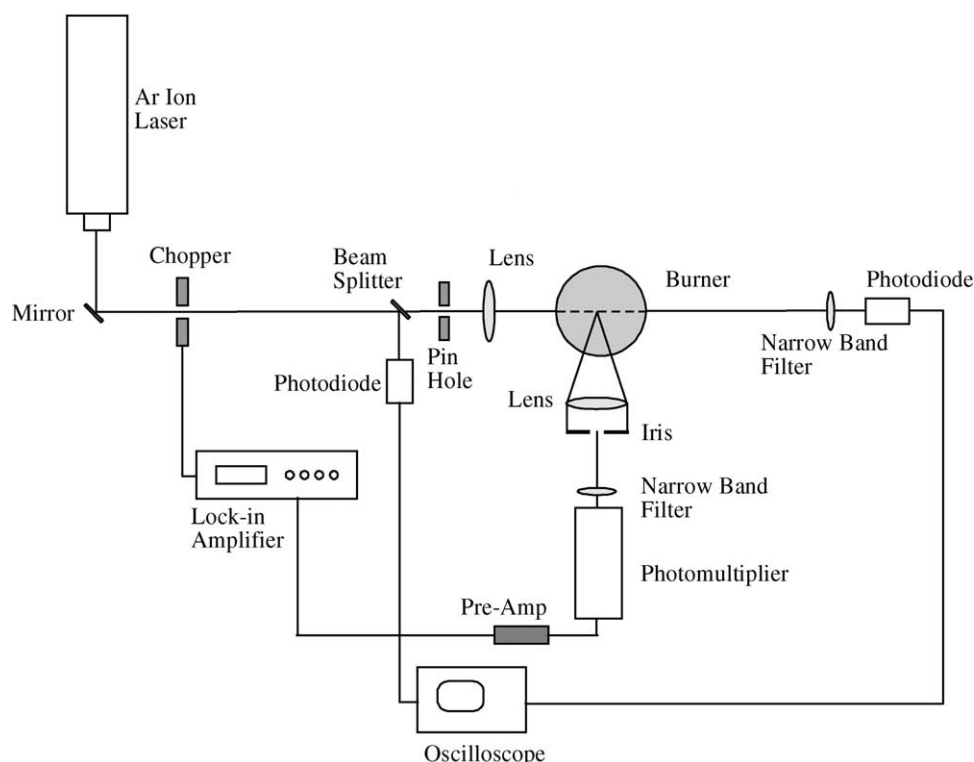 Ar Ion
Laser
Chopper
Beam
Splitter
Lens
Burner
Photodiode
Mirror
Pin
Hole
Narrow Band
Filter
Photodiode
Lens
Iris
Narrow Band
Filter
Lock-in
Amplifier
Photomultiplier
Pre-Amp
Oscilloscope